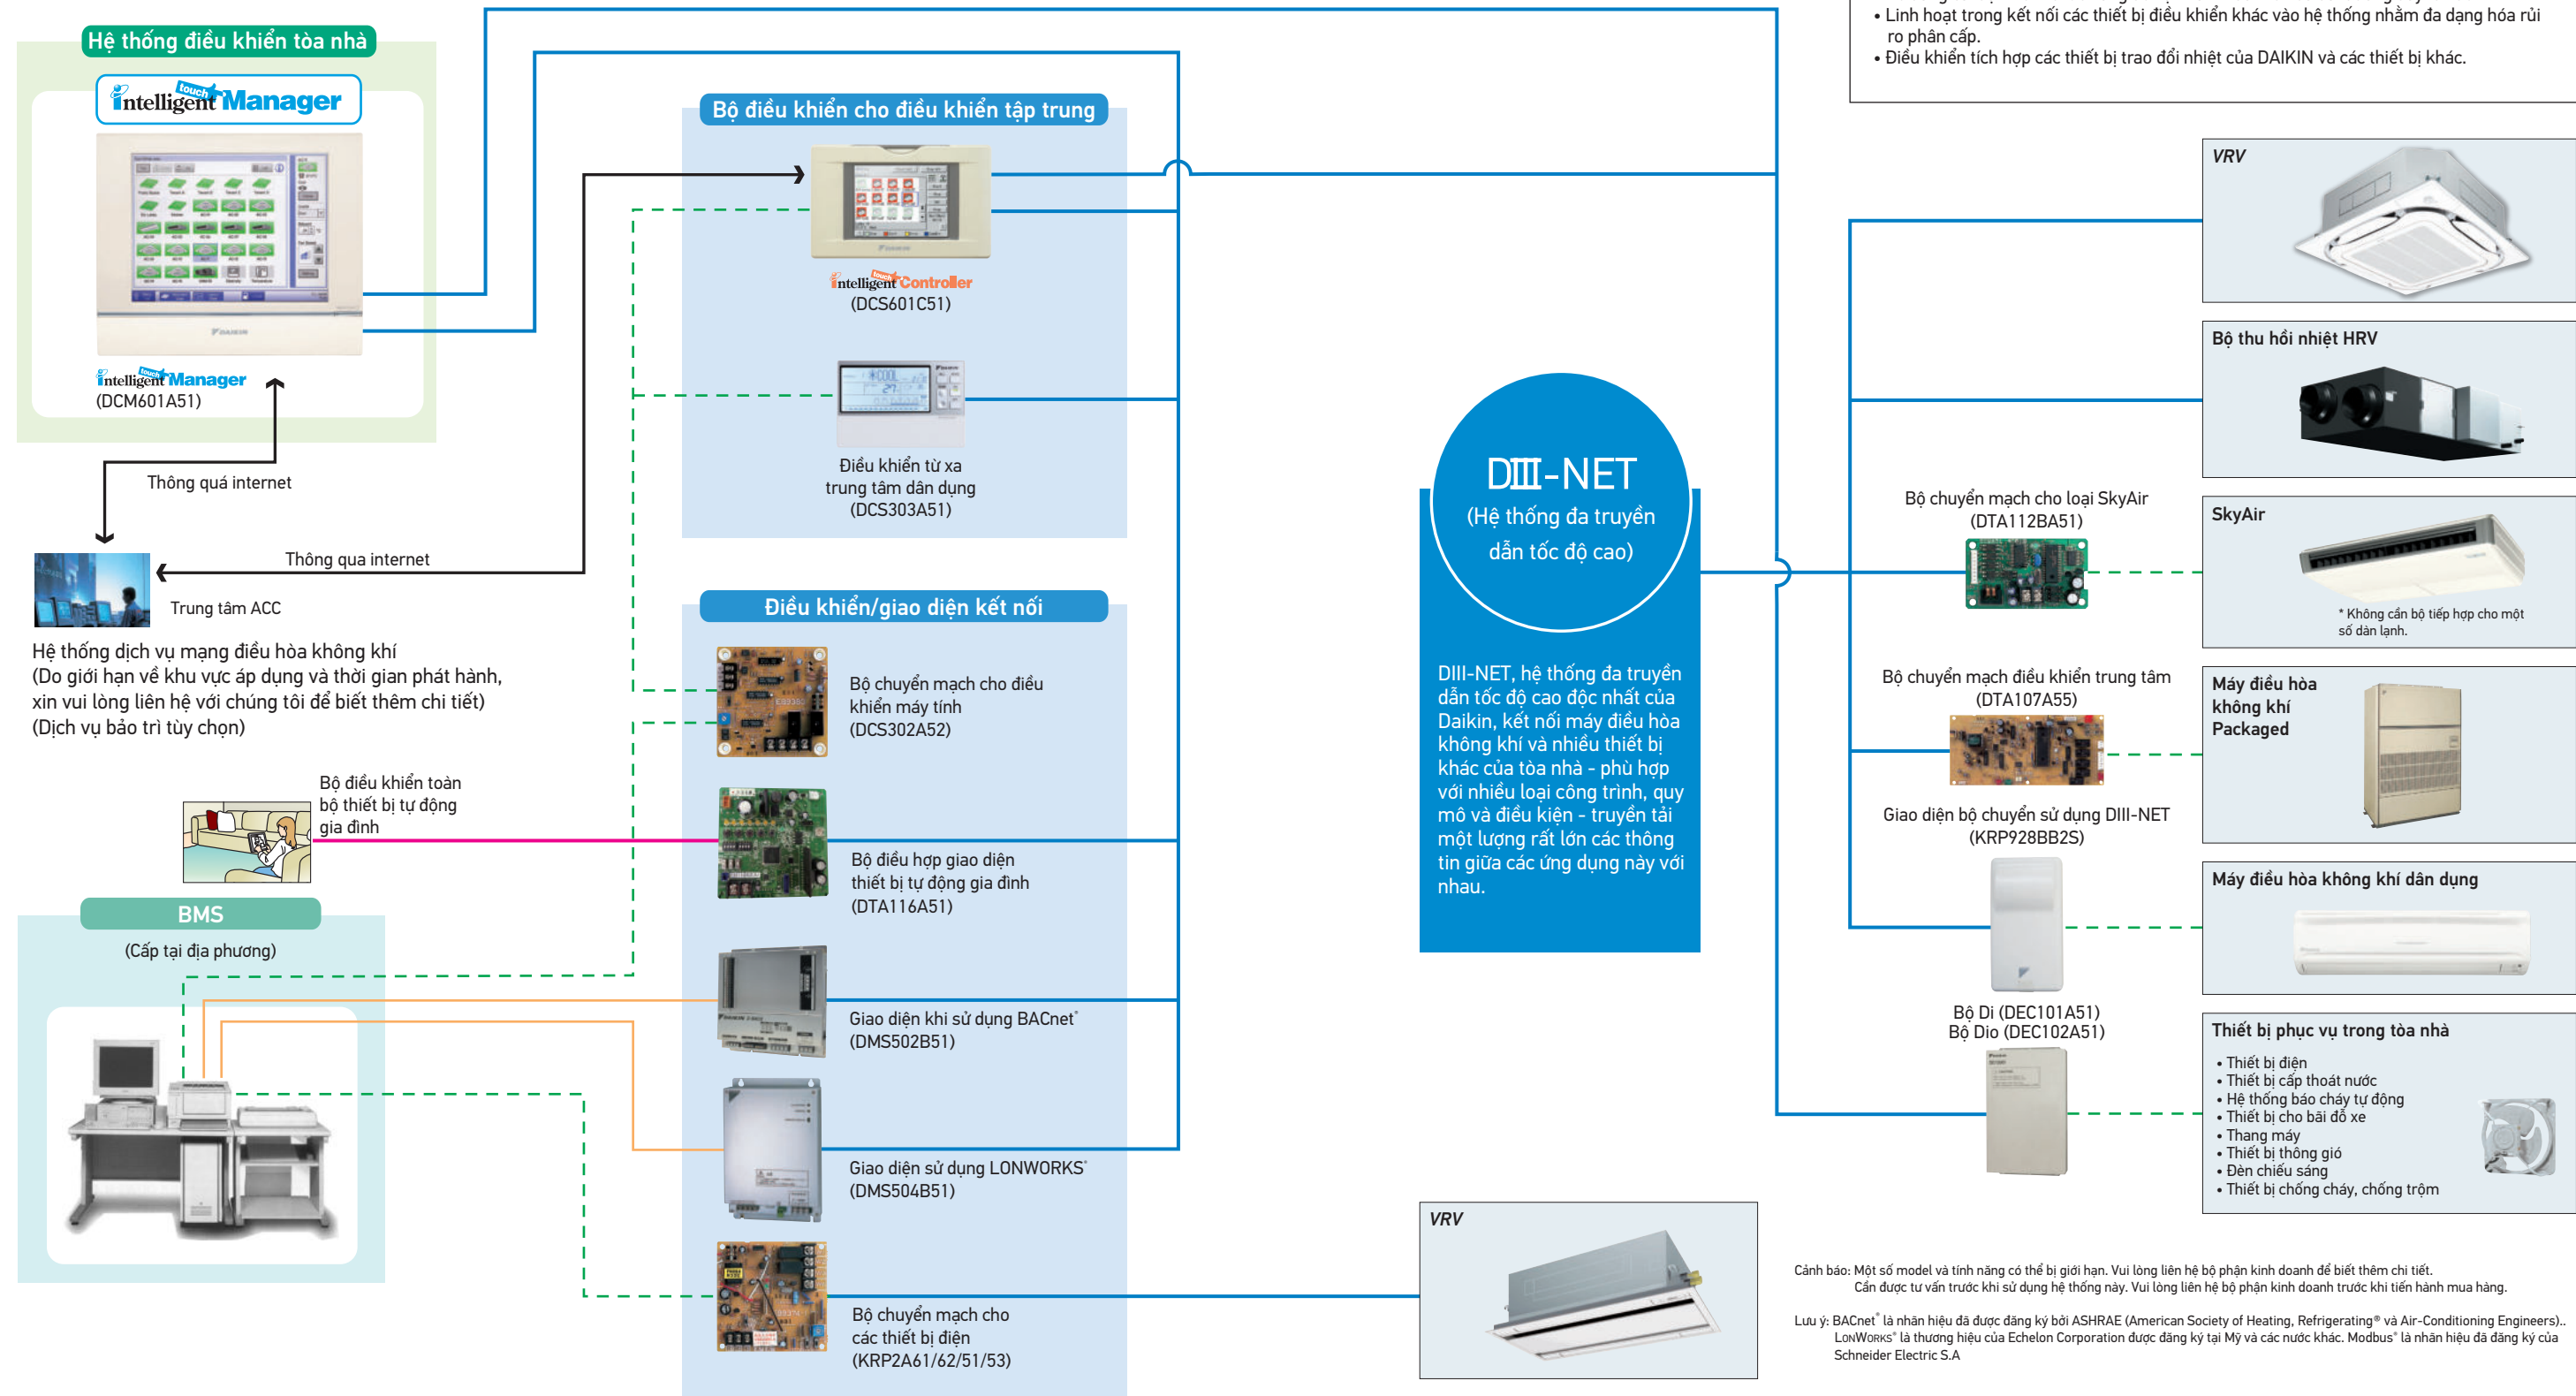 • Linh hoạt trong kết nối các thiết bị điều khiển khác vào hệ thống nhằm đa dạng hóa rủi
ro phân cấp.
• Điều khiển tích hợp các thiết bị trao đổi nhiệt của DAIKIN và các thiết bị khác.
Hệ thống điều khiển tòa nhà
intelligent touch Manager
DAIKIN
intelligent touch Manager
(DCM601A51)
Thông quá internet
Thông qua internet
Trung tâm ACC
Hệ thống dịch vụ mạng điều hòa không khí
(Do giới hạn về khu vực áp dụng và thời gian phát hành,
xin vui lòng liên hệ với chúng tôi để biết thêm chi tiết)
(Dịch vụ bảo trì tùy chọn)
Bộ điều khiển toàn
bộ thiết bị tự động
gia đình
BMS
(Cấp tại địa phương)
Bộ điều khiển cho điều khiển tập trung
intelligent touch Controller
(DCS601C51)
Điều khiển từ xa
trung tâm dân dụng
(DCS303A51)
Điều khiển/giao diện kết nối
Bộ chuyển mạch cho điều
khiển máy tính
(DCS302A52)
Bộ điều hợp giao diện
thiết bị tự động gia đình
(DTA116A51)
Giao diện khi sử dụng BACnet®
(DMS502B51)
Giao diện sử dụng LONWORKS®
(DMS504B51)
Bộ chuyển mạch cho
các thiết bị điện
(KRP2A61/62/51/53)
DIII-NET
(Hệ thống đa truyền
dẫn tốc độ cao)
DIII-NET, hệ thống đa truyền
dẫn tốc độ cao độc nhất của
Daikin, kết nối máy điều hòa
không khí và nhiều thiết bị
khác của tòa nhà - phù hợp
với nhiều loại công trình, quy
mô và điều kiện - truyền tải
một lượng rất lớn các thông
tin giữa các ứng dụng này với
nhau.
VRV
Bộ chuyển mạch cho loại SkyAir
(DTA112BA51)
Bộ chuyển mạch điều khiển trung tâm
(DTA107A55)
Giao diện bộ chuyển sử dụng DIII-NET
(KRP928BB2S)
Bộ Di (DEC101A51)
Bộ Dio (DEC102A51)
VRV
Bộ thu hồi nhiệt HRV
SkyAir
* Không cần bộ tiếp hợp cho một
số dàn lạnh.
Máy điều hòa
không khí
Packaged
Máy điều hòa không khí dân dụng
Thiết bị phục vụ trong tòa nhà
• Thiết bị điện
• Thiết bị cấp thoát nước
• Hệ thống báo cháy tự động
• Thiết bị cho bãi đỗ xe
• Thang máy
• Thiết bị thông gió
• Đèn chiếu sáng
• Thiết bị chống cháy, chống trộm
Cảnh báo: Một số model và tính năng có thể bị giới hạn. Vui lòng liên hệ bộ phận kinh doanh để biết thêm chi tiết.
Cần được tư vấn trước khi sử dụng hệ thống này. Vui lòng liên hệ bộ phận kinh doanh trước khi tiến hành mua hàng.
Lưu ý: BACnet® là nhãn hiệu đã được đăng ký bởi ASHRAE (American Society of Heating, Refrigerating® và Air-Conditioning Engineers)..
LONWORKS® là thương hiệu của Echelon Corporation được đăng ký tại Mỹ và các nước khác. Modbus® là nhãn hiệu đã đăng ký của
Schneider Electric S.A